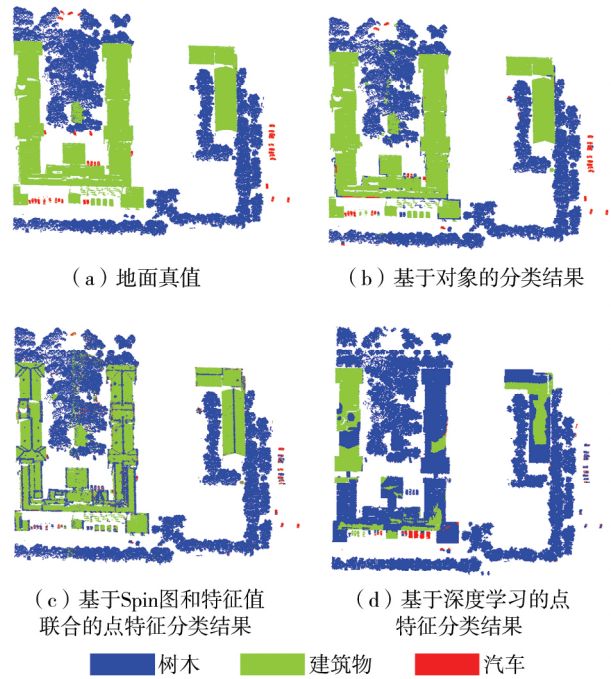 (a)地面真值
(b)基于对象的分类结果
(c)基于Spin图和特征值
联合的点特征分类结果
(d)基于深度学习的点
特征分类结果
树木
建筑物
汽车